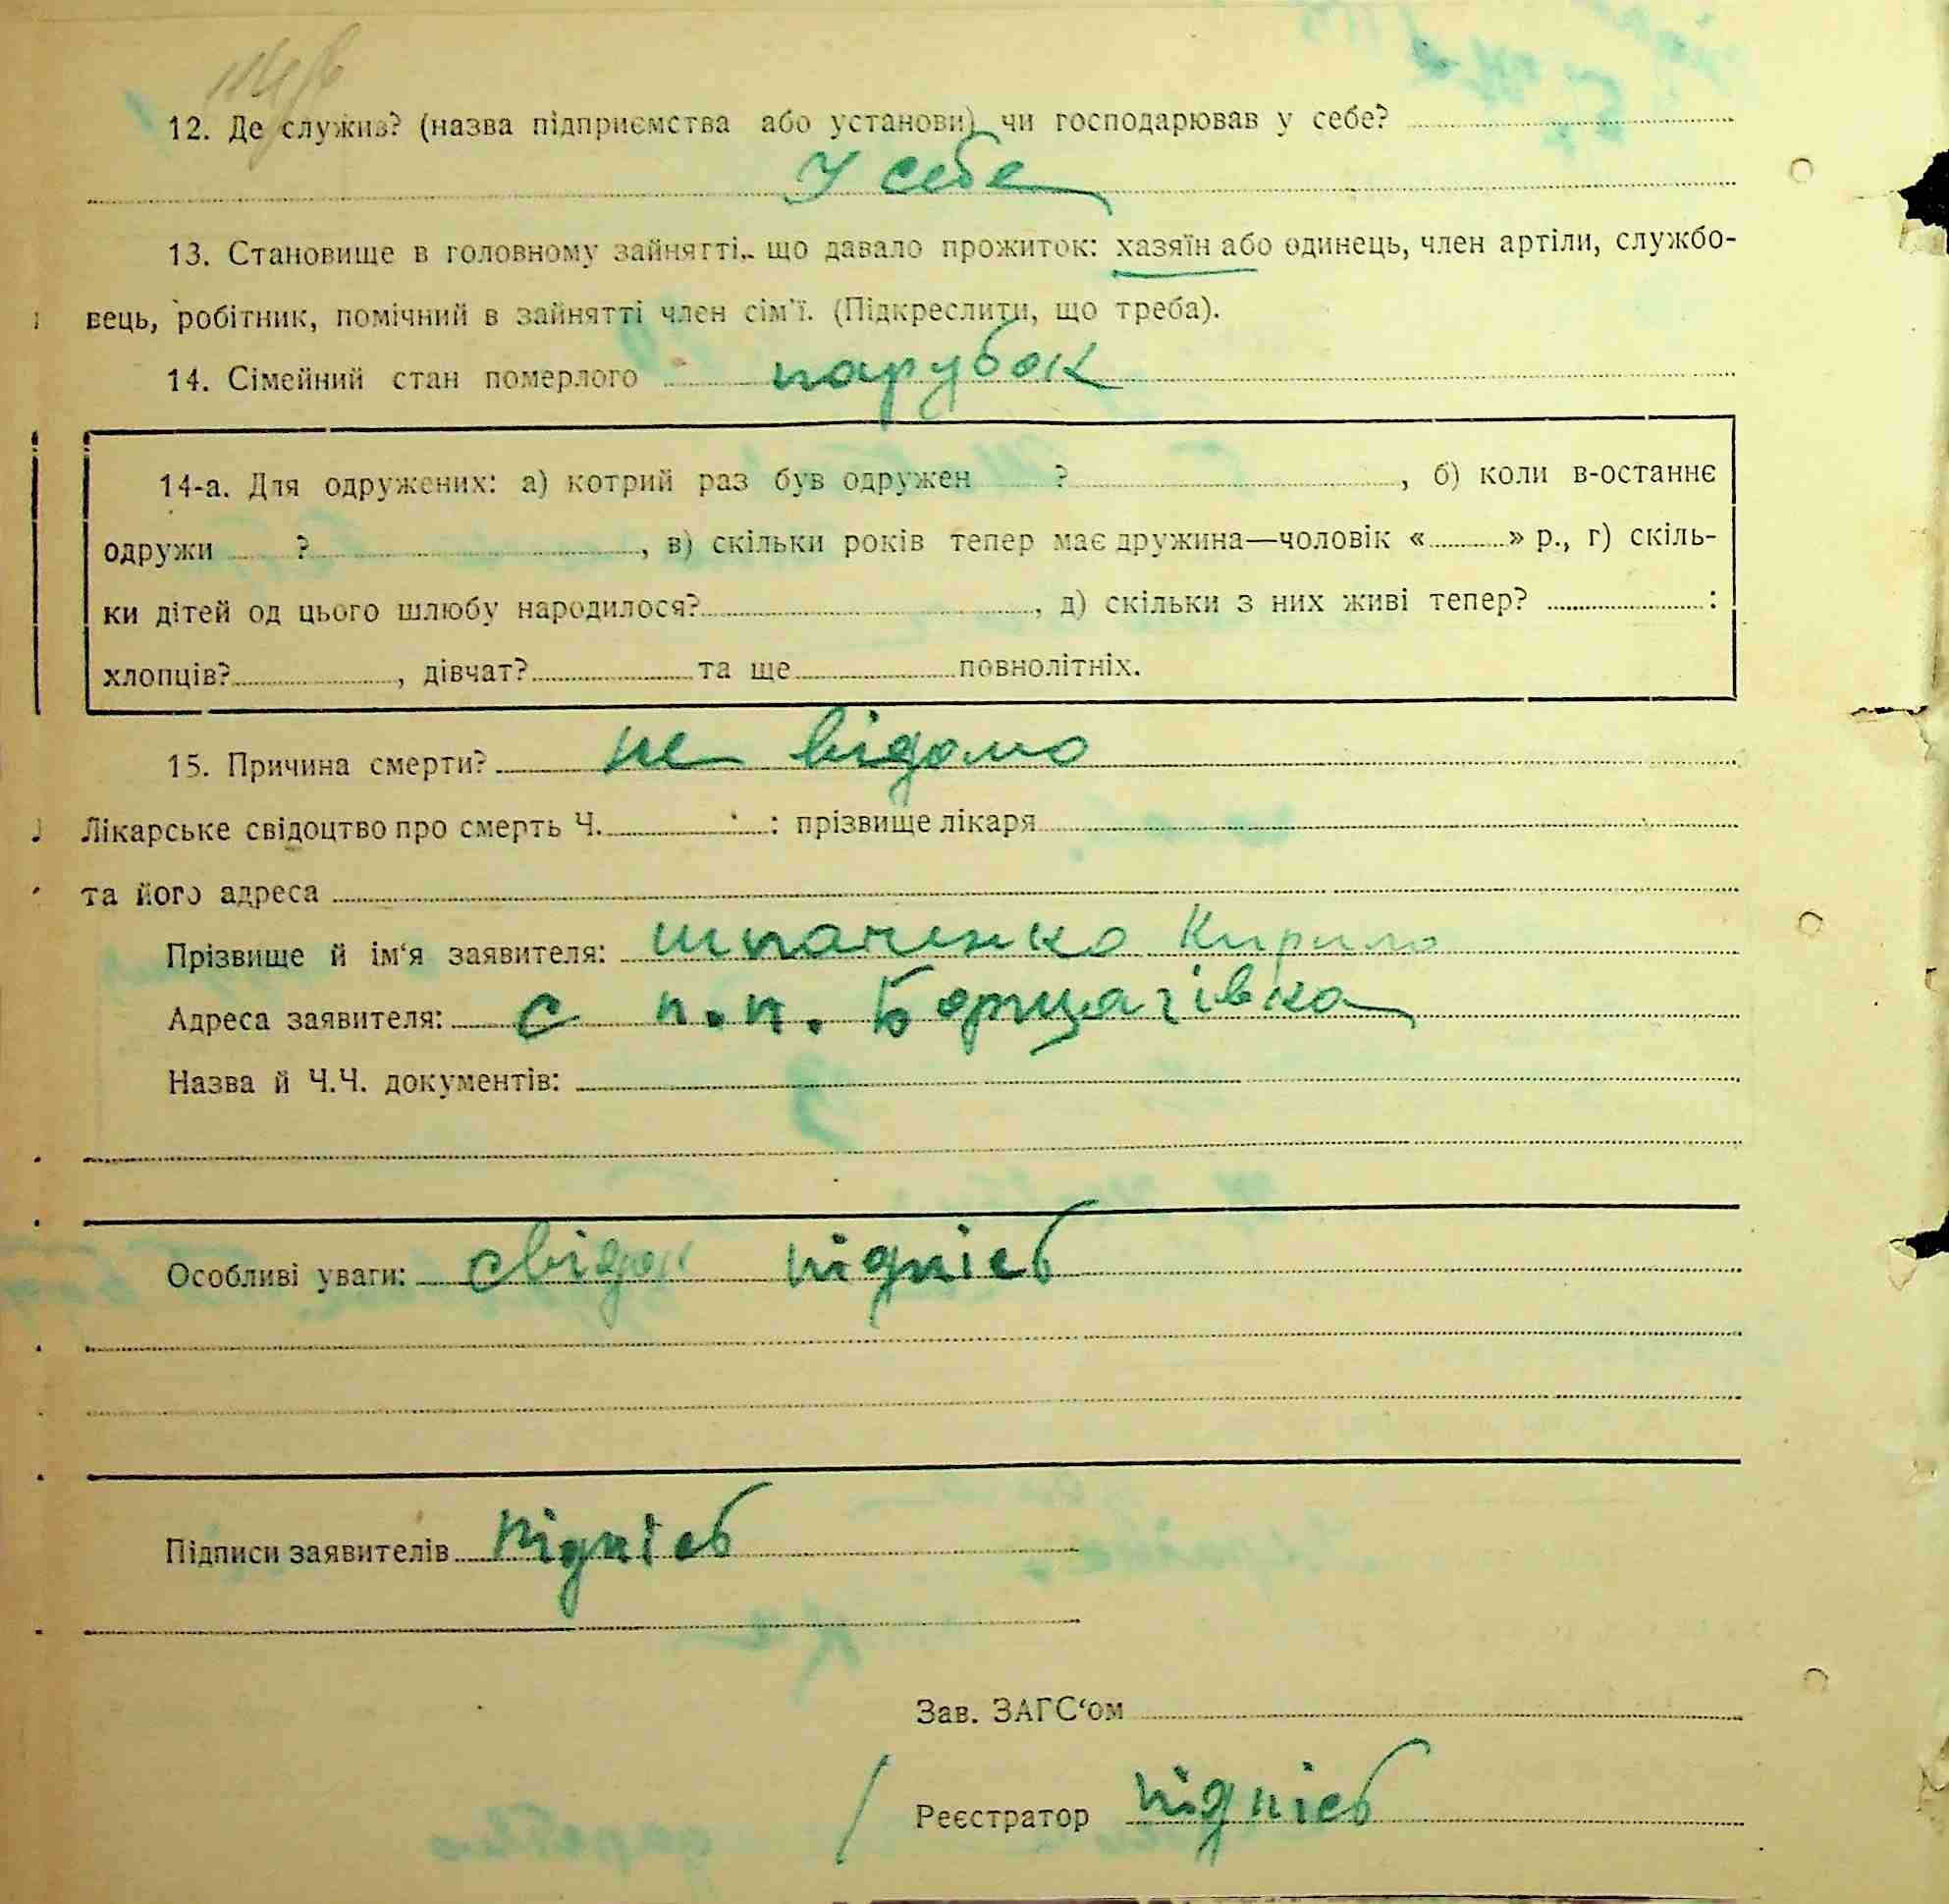 12. Де служив? (назва підприємства або установи) чи господарював у себе?
У себе
13. Становище в головному зайнятті, що давало прожиток: хазяїн або одинець, член артіли, службо-
вець, робітник, помічний в зайнятті член сім'ї. (Підкреслити, що треба).
14. Сімейний стан померлого парубок
14-а. Для одружених: а) котрий раз був одружен ? , б) коли в-останнє
одружи ? , в) скільки років тепер має дружина—чоловік « » р., г) скіль-
ки дітей од цього шлюбу народилося? , д) скільки з них живі тепер? :
хлопців? , дівчат? та ще повнолітніх.
15. Причина смерти? не відомо
Лікарське свідоцтво про смерть Ч. : прізвище лікаря
та його адреса
Прізвище й ім'я заявителя: Шпаченко Кирило
Адреса заявителя: с п.п. Борщагівка
Назва й Ч.Ч. документів:
Особливі уваги: свідок підпісь
Підписи заявителів підпісь
Зав. ЗАГС'ом
Реєстратор підпісь